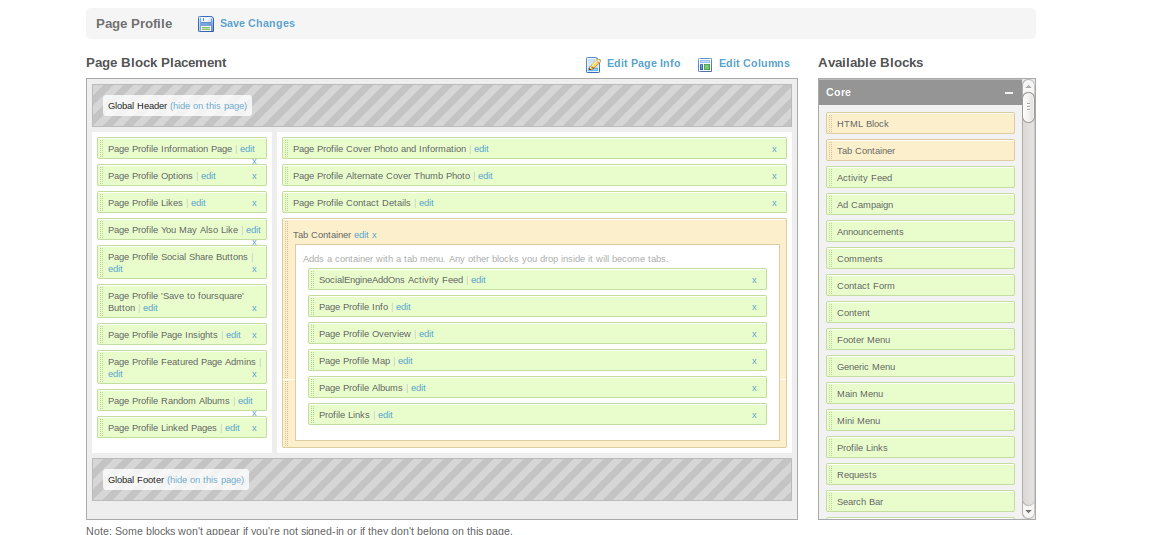 Page Profile Save Changes
Page Block Placement Edit Page Info Edit Columns Available Blocks
Global Header (hide on this page)
Page Profile Information Page | edit x
Page Profile Options | edit x
Page Profile Likes | edit x
Page Profile You May Also Like | edit x
Page Profile Social Share Buttons |
edit x
Page Profile 'Save to foursquare'
Button | edit x
Page Profile Page Insights | edit x
Page Profile Featured Page Admins |
edit x
Page Profile Random Albums | edit x
Page Profile Linked Pages | edit x
Page Profile Cover Photo and Information | edit x
Page Profile Alternate Cover Thumb Photo | edit x
Page Profile Contact Details | edit x
Tab Container edit x
Adds a container with a tab menu. Any other blocks you drop inside it will become tabs.
SocialEngineAddOns Activity Feed | edit x
Page Profile Info | edit x
Page Profile Overview | edit x
Page Profile Map | edit x
Page Profile Albums | edit x
Profile Links | edit x
Global Footer (hide on this page)
Core
HTML Block
Tab Container
Activity Feed
Ad Campaign
Announcements
Comments
Contact Form
Content
Footer Menu
Generic Menu
Main Menu
Mini Menu
Profile Links
Requests
Search Bar
Note: Some blocks won't appear if you're not signed-in or if they don't belong on this page.